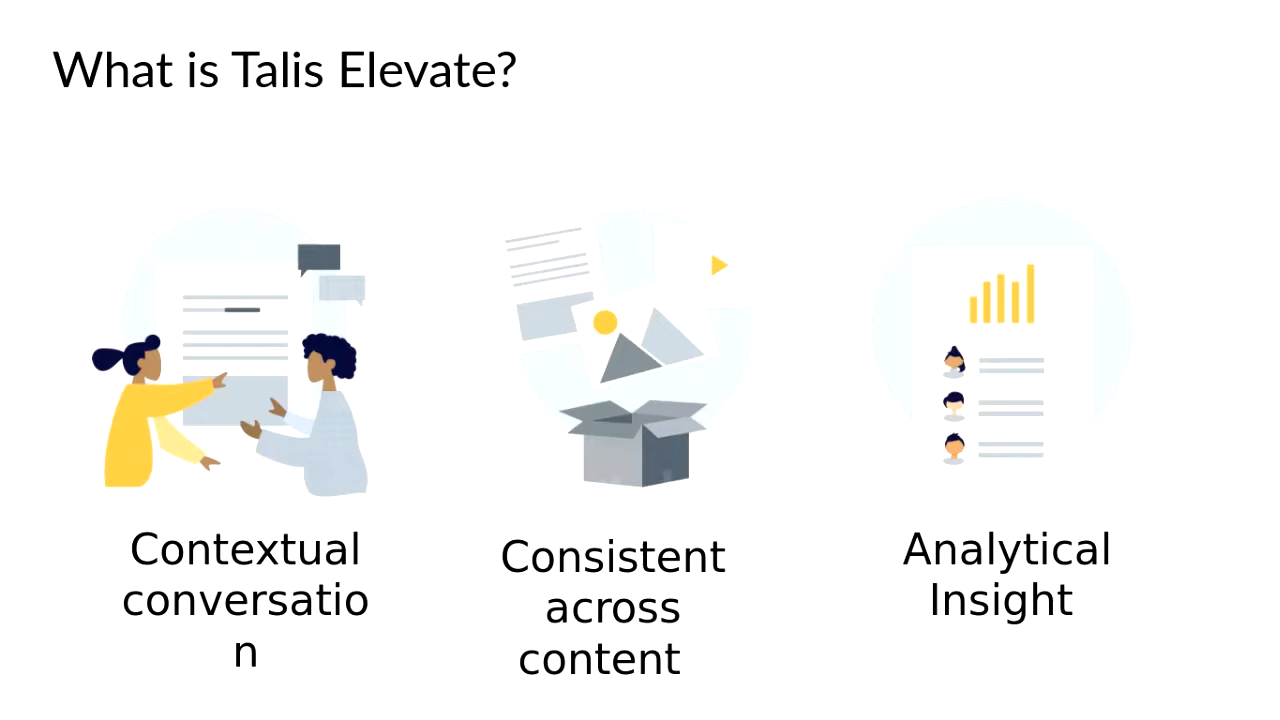 What is Talis Elevate?
Contextual
conversatio
n
Consistent
across
content
Analytical
Insight